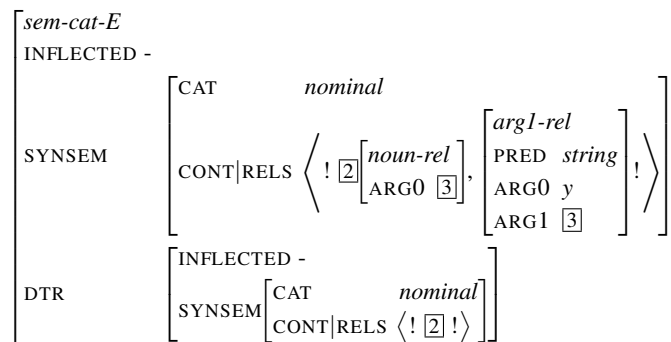 sem-cat-E
INFLECTED -
SYNSEM
CAT nominal
CONT|RELS ⟨ ! [2] noun-rel
ARG0 [3] ,
arg1-rel
PRED string
ARG0 y
ARG1 [3] ! ⟩
DTR
INFLECTED -
SYNSEM
CAT nominal
CONT|RELS ⟨! [2] !⟩